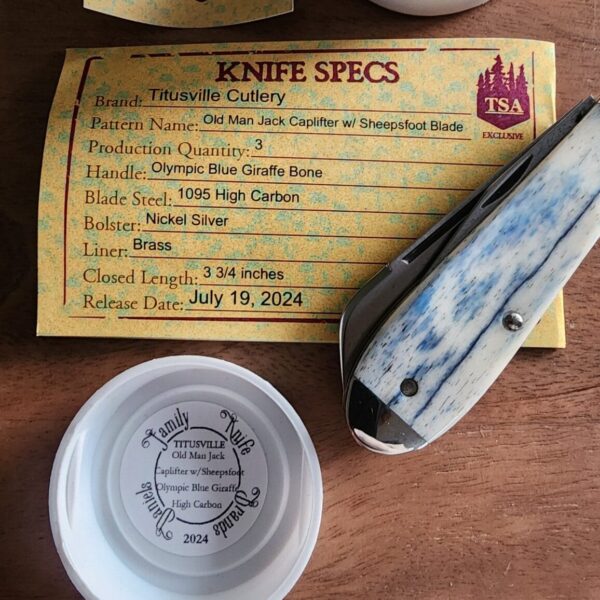 KNIFE SPECS
Brand: Titusville Cutlery
Pattern Name: Old Man Jack Caplifter w/ Sheepsfoot Blade
Production Quantity: 3
Handle: Olympic Blue Giraffe Bone
Blade Steel: 1095 High Carbon
Bolster: Nickel Silver
Liner: Brass
Closed Length: 3 3/4 inches
Release Date: July 19, 2024
TSA
EXCLUSIVE
Daniels Family Knife Brands
TITUSVILLE
Old Man Jack
Caplifter w/Sheepsfoot
Olympic Blue Giraffe
High Carbon
2024